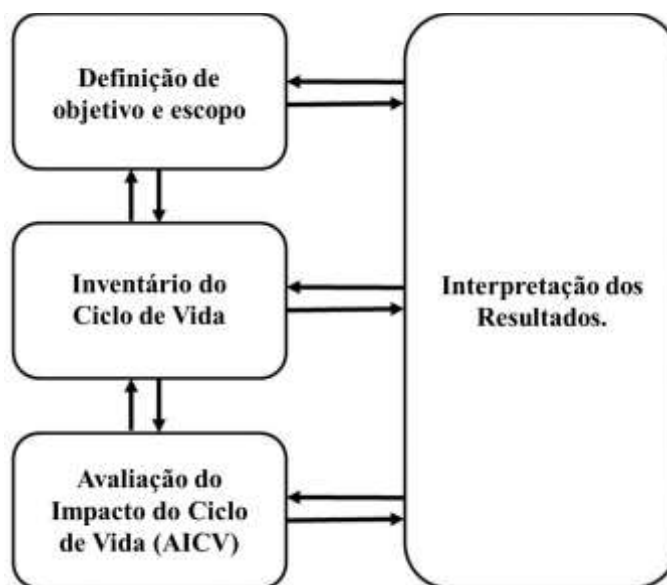 Definição de
objetivo e escopo
Inventário do
Ciclo de Vida
Avaliação do
Impacto do Ciclo
de Vida (AICV)
Interpretação dos
Resultados.